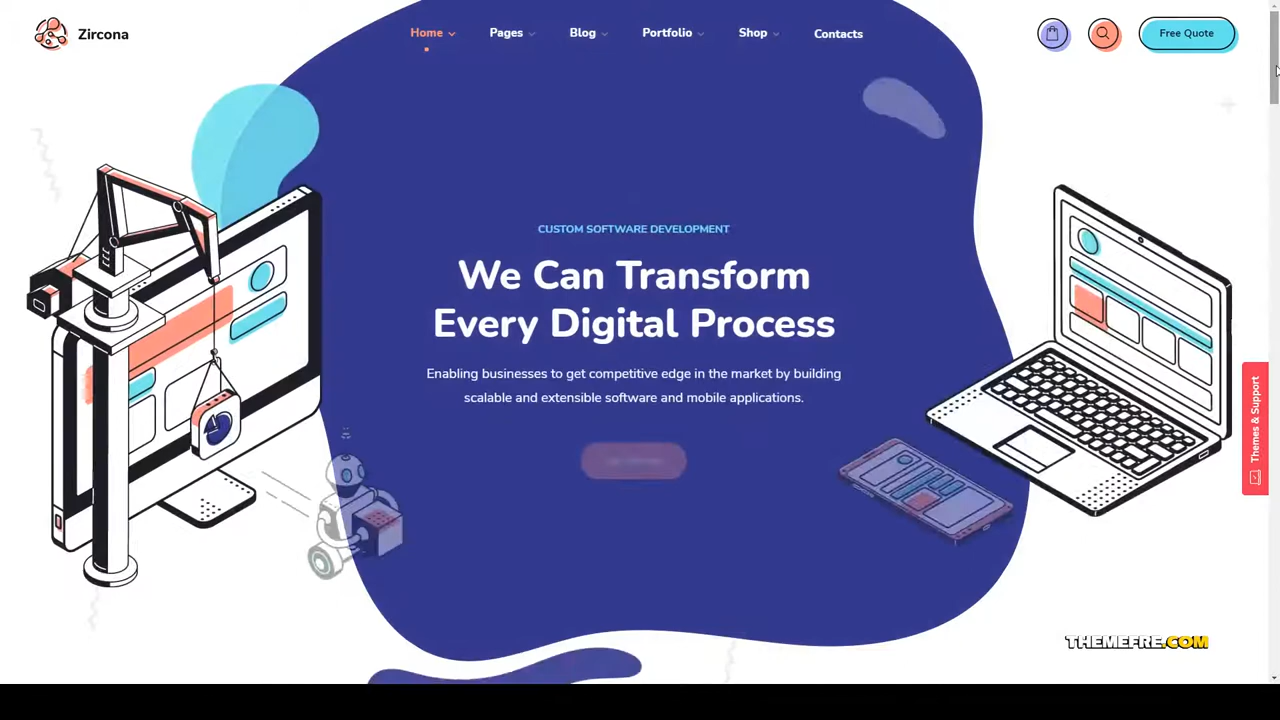 Zircona
Home
Pages
Blog
Portfolio
Shop
Contacts
Free Quote
CUSTOM SOFTWARE DEVELOPMENT
We Can Transform
Every Digital Process
Enabling businesses to get competitive edge in the market by building
scalable and extensible software and mobile applications.
Themes & Support
THEMEFRE.COM